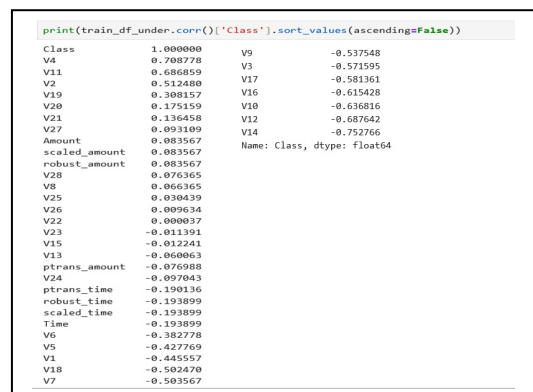 print(train_df_under.corr()['Class'].sort_values(ascending=False))
Class 1.000000
V4 0.708778
V11 0.686859
V2 0.512480
V19 0.308157
V20 0.175159
V21 0.136458
V27 0.093109
Amount 0.083567
scaled_amount 0.083567
robust_amount 0.083567
V28 0.076365
V8 0.066365
V25 0.030439
V26 0.009634
V22 0.000037
V23 -0.011391
V15 -0.012241
V13 -0.060063
ptrans_amount -0.076988
V24 -0.097043
ptrans_time -0.190136
robust_time -0.193899
scaled_time -0.193899
Time -0.193899
V6 -0.382778
V5 -0.427769
V1 -0.445557
V18 -0.502470
V7 -0.503567
V9 -0.537548
V3 -0.571595
V17 -0.581361
V16 -0.615428
V10 -0.636816
V12 -0.687642
V14 -0.752766
Name: Class, dtype: float64